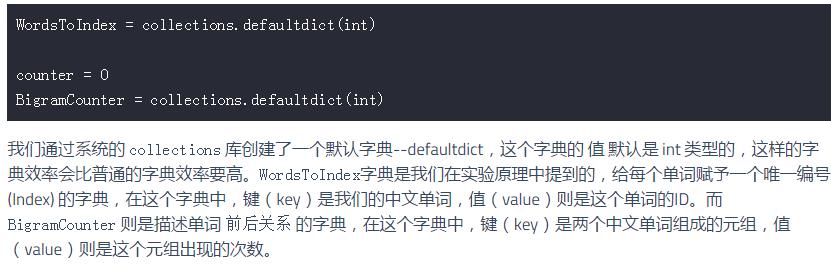 WordsToIndex = collections.defaultdict(int)
counter = 0
BigramCounter = collections.defaultdict(int)
我们通过系统的 collections 库创建了一个默认字典--defaultdict，这个字典的 值 默认是 int 类型的，这样的字
典效率会比普通的字典效率要高。WordsToIndex字典是我们在实验原理中提到的，给每个单词赋予一个唯一编号
(Index) 的字典，在这个字典中，键（key）是我们的中文单词，值（value）则是这个单词的ID。而
BigramCounter 则是描述单词 前后关系 的字典，在这个字典中，键（key）是两个中文单词组成的元组，值
（value）则是这个元组出现的次数。